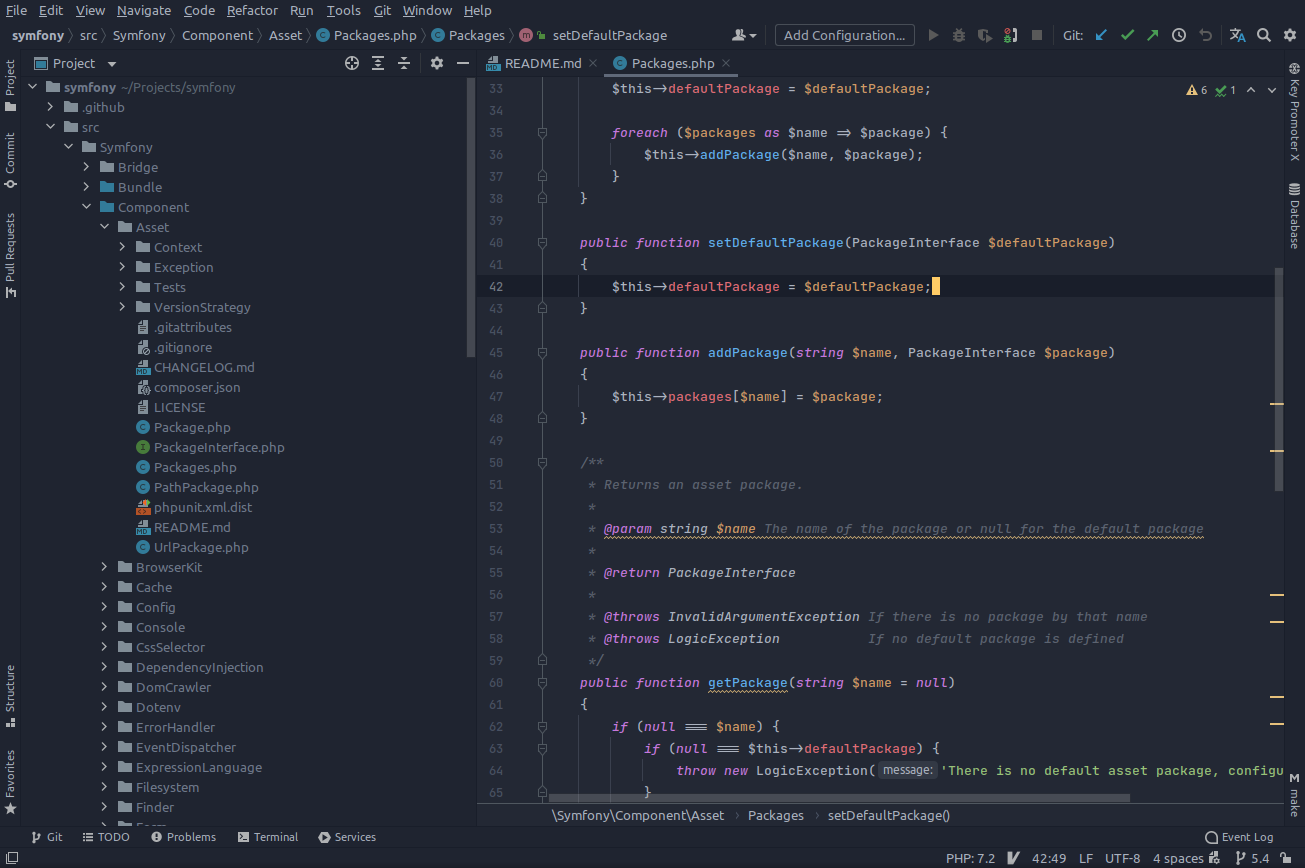 File Edit View Navigate Code Refactor Run Tools Git Window Help
symfony src Symfony Component Asset Packages.php Packages setDefaultPackage Add Configuration... Git:
Project
README.md
Packages.php
Project
Commit
Pull Requests
Structure
Favorites
symfony ~/Projects/symfony
.github
src
Symfony
Bridge
Bundle
Component
Asset
Context
Exception
Tests
VersionStrategy
.gitattributes
.gitignore
CHANGELOG.md
composer.json
LICENSE
Package.php
PackageInterface.php
Packages.php
PathPackage.php
phpunit.xml.dist
README.md
UrlPackage.php
BrowserKit
Cache
Config
Console
CssSelector
DependencyInjection
DomCrawler
Dotenv
ErrorHandler
EventDispatcher
ExpressionLanguage
Filesystem
Finder
33 $this->defaultPackage = $defaultPackage;
6 1
34
35 foreach ($packages as $name => $package) {
36 $this->addPackage($name, $package);
37 }
38 }
39
40 public function setDefaultPackage(PackageInterface $defaultPackage)
41 {
42 $this->defaultPackage = $defaultPackage;
43 }
44
45 public function addPackage(string $name, PackageInterface $package)
46 {
47 $this->packages[$name] = $package;
48 }
49
50 /**
51 * Returns an asset package.
52 *
53 * @param string $name The name of the package or null for the default package
54 *
55 * @return PackageInterface
56 *
57 * @throws InvalidArgumentException If there is no package by that name
58 * @throws LogicException If no default package is defined
59 */
60 public function getPackage(string $name = null)
61 {
62 if (null === $name) {
63 if (null === $this->defaultPackage) {
64 throw new LogicException( message: 'There is no default asset package, configu
65 }
Key Promoter X
Database
make
\Symfony\Component\Asset Packages setDefaultPackage()
Git TODO Problems Terminal Services Event Log
PHP: 7.2 42:49 LF UTF-8 4 spaces 5.4